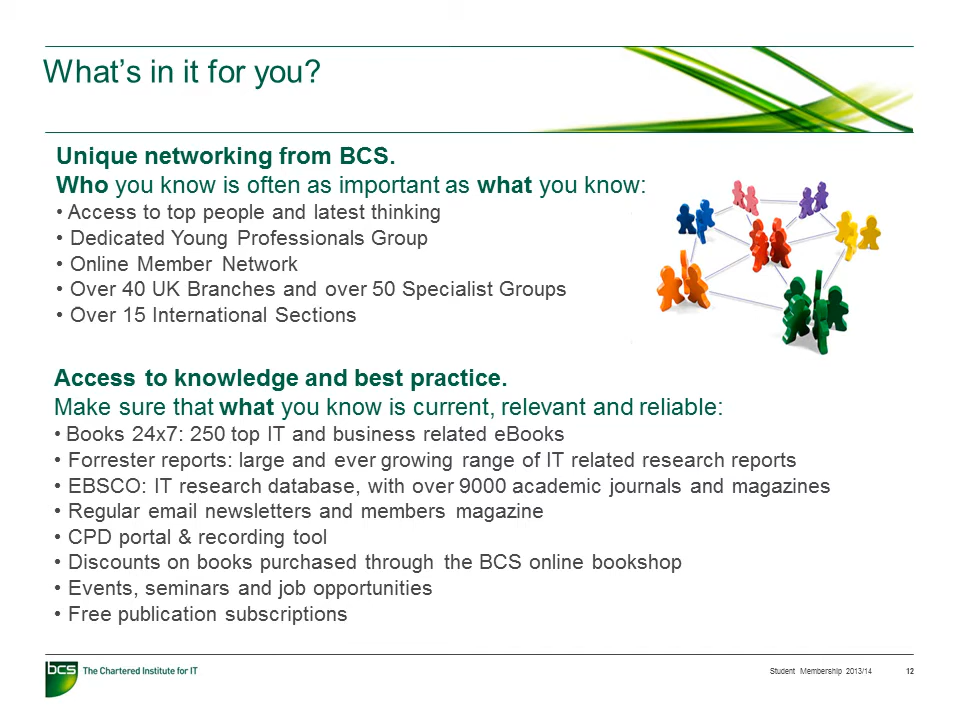 What’s in it for you?
Unique networking from BCS.
Who you know is often as important as what you know:
• Access to top people and latest thinking
• Dedicated Young Professionals Group
• Online Member Network
• Over 40 UK Branches and over 50 Specialist Groups
• Over 15 International Sections
Access to knowledge and best practice.
Make sure that what you know is current, relevant and reliable:
• Books 24x7: 250 top IT and business related eBooks
• Forrester reports: large and ever growing range of IT related research reports
• EBSCO: IT research database, with over 9000 academic journals and magazines
• Regular email newsletters and members magazine
• CPD portal & recording tool
• Discounts on books purchased through the BCS online bookshop
• Events, seminars and job opportunities
• Free publication subscriptions
bcs The Chartered Institute for IT
Student Membership 2013/14 12